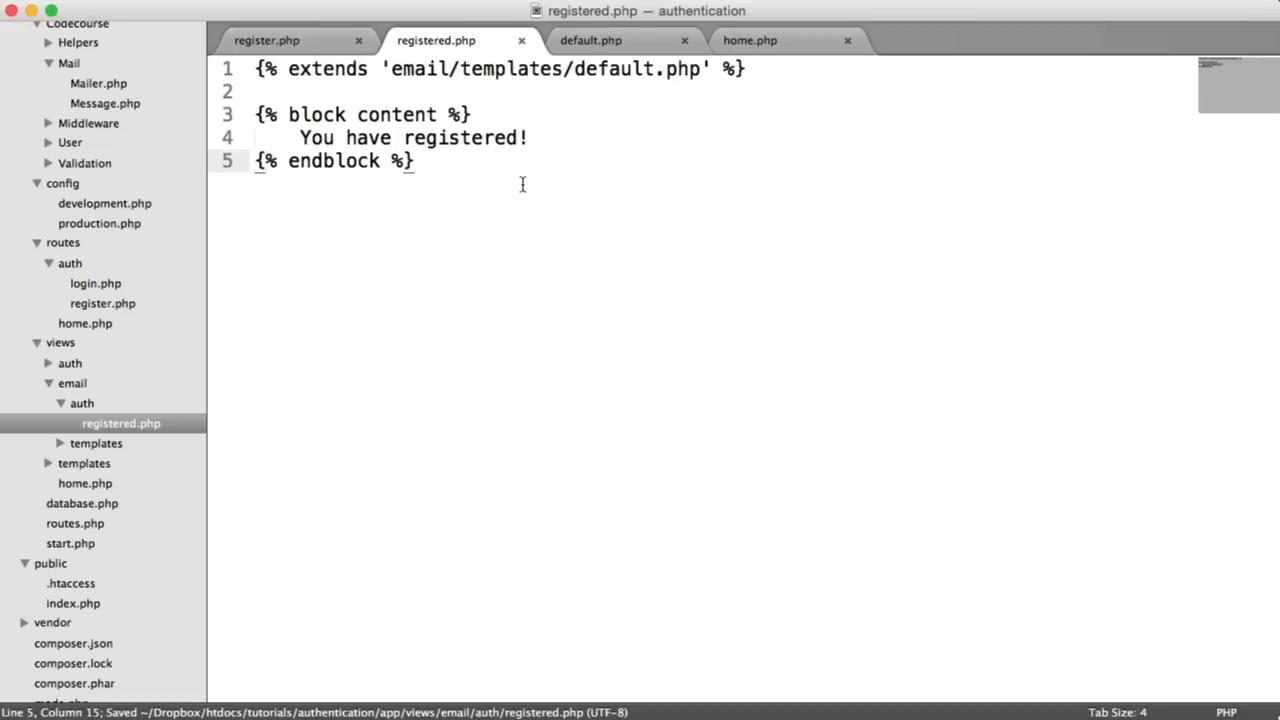 registered.php — authentication
Codecourse
Helpers
Mail
Mailer.php
Message.php
Middleware
User
Validation
config
development.php
production.php
routes
auth
login.php
register.php
home.php
views
auth
email
auth
registered.php
templates
templates
home.php
database.php
routes.php
start.php
public
.htaccess
index.php
vendor
composer.json
composer.lock
composer.phar
register.php ×
registered.php ×
default.php ×
home.php ×
1 {% extends 'email/templates/default.php' %}
2
3 {% block content %}
4 You have registered!
5 {% endblock %}
Line 5, Column 15; Saved ~/Dropbox/htdocs/tutorials/authentication/app/views/email/auth/registered.php (UTF-8)
Tab Size: 4
PHP